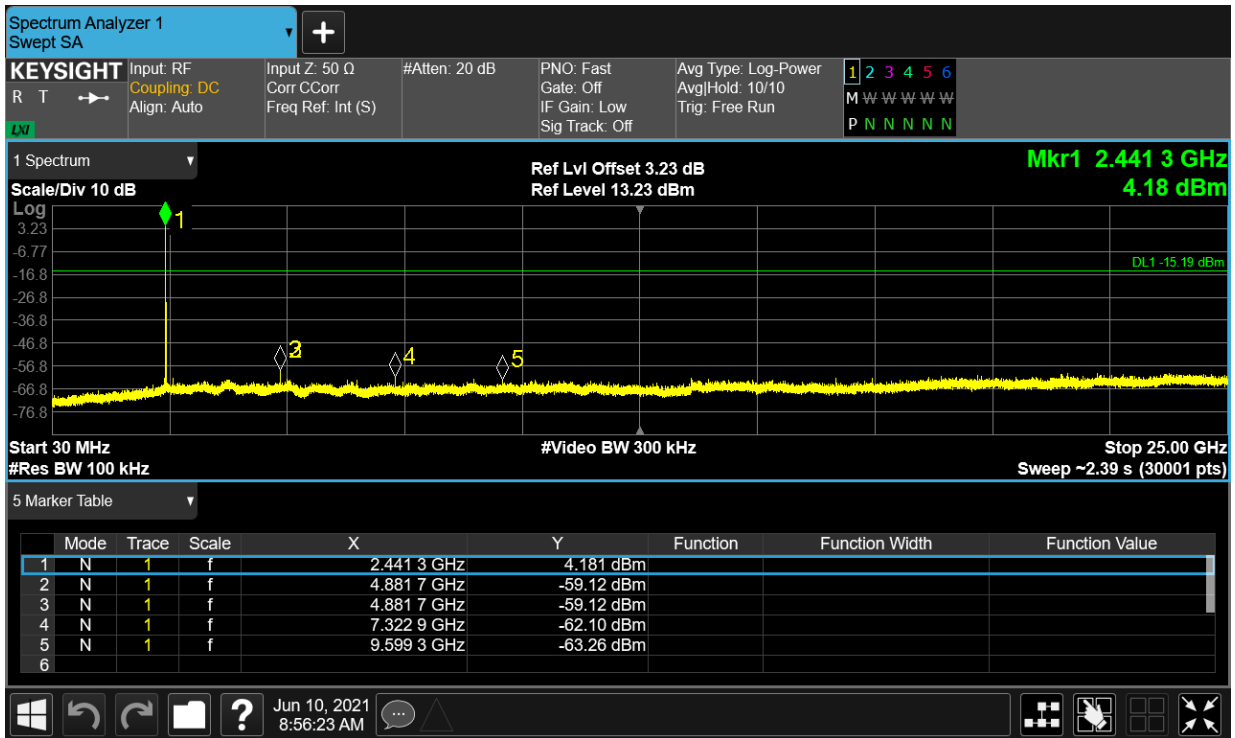 Spectrum Analyzer 1
Swept SA
KEYSIGHT
R T
LXI
Input: RF
Coupling: DC
Align: Auto
Input Z: 50 Ω
Corr CCorr
Freq Ref: Int (S)
#Atten: 20 dB
PNO: Fast
Gate: Off
IF Gain: Low
Sig Track: Off
Avg Type: Log-Power
Avg|Hold: 10/10
Trig: Free Run
1 2 3 4 5 6
M W W W W W
P N N N N N
1 Spectrum
Scale/Div 10 dB
Ref Lvl Offset 3.23 dB
Ref Level 13.23 dBm
Mkr1 2.441 3 GHz
4.18 dBm
Log
3.23
-6.77
-16.8
-26.8
-36.8
-46.8
-56.8
-66.8
-76.8
1
DL1 -15.19 dBm
2
3
4
5
Start 30 MHz
#Video BW 300 kHz
Stop 25.00 GHz
#Res BW 100 kHz
Sweep ~2.39 s (30001 pts)
5 Marker Table
Mode Trace Scale X Y Function Function Width Function Value
1 N 1 f 2.441 3 GHz 4.181 dBm
2 N 1 f 4.881 7 GHz -59.12 dBm
3 N 1 f 4.881 7 GHz -59.12 dBm
4 N 1 f 7.322 9 GHz -62.10 dBm
5 N 1 f 9.599 3 GHz -63.26 dBm
6
?
Jun 10, 2021
8:56:23 AM